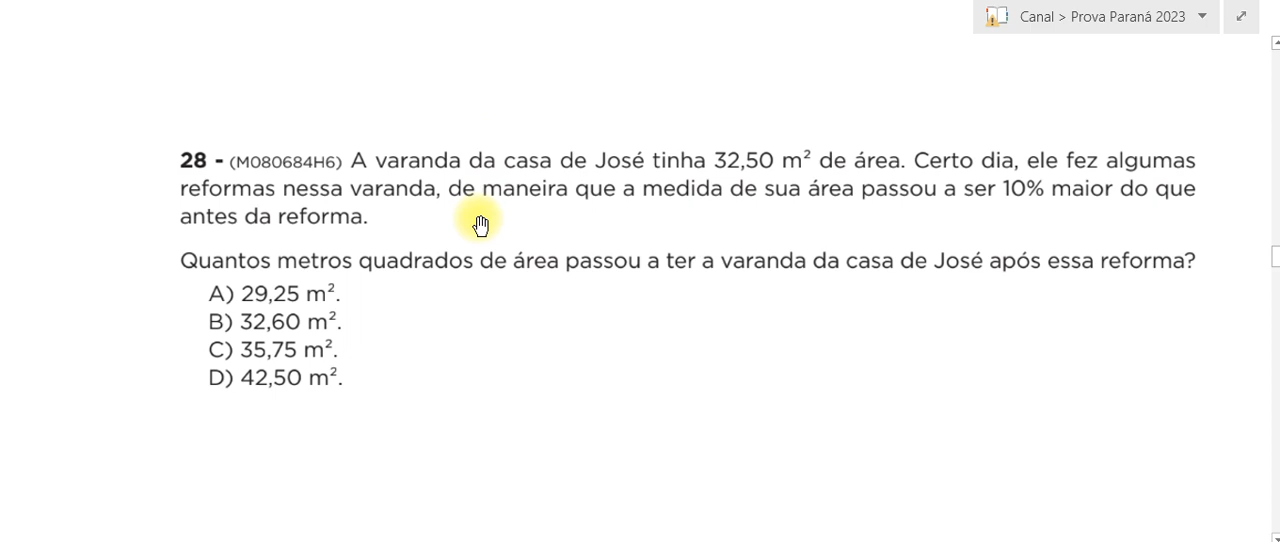 Canal > Prova Paraná 2023
28 - (M080684H6) A varanda da casa de José tinha 32,50 m² de área. Certo dia, ele fez algumas
reformas nessa varanda, de maneira que a medida de sua área passou a ser 10% maior do que
antes da reforma.
Quantos metros quadrados de área passou a ter a varanda da casa de José após essa reforma?
A) 29,25 m².
B) 32,60 m².
C) 35,75 m².
D) 42,50 m².